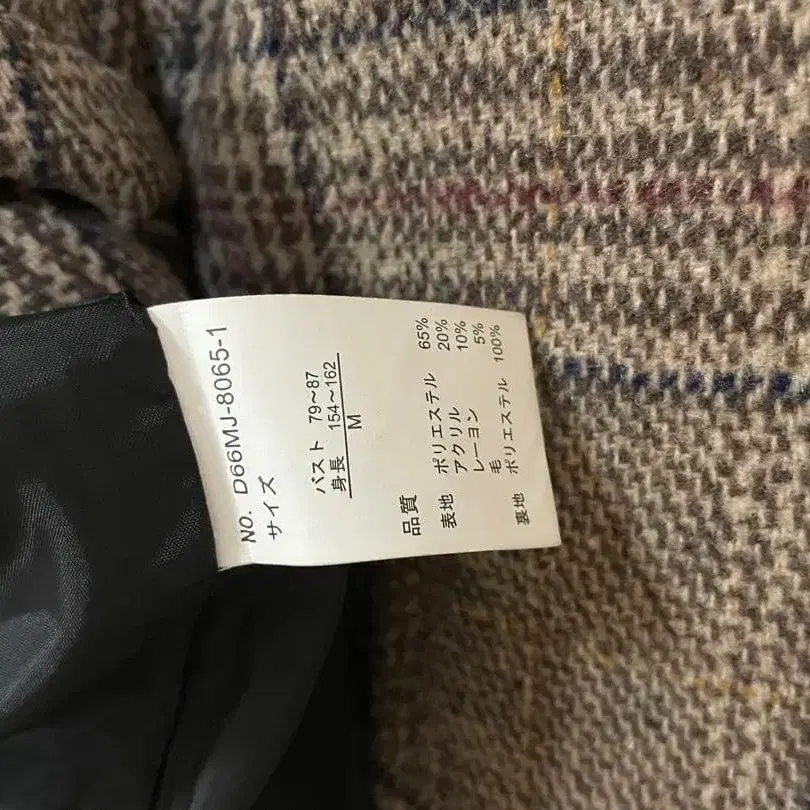 NO. D66MJ-8065-1
サイズ
バスト 79～87
身長 154～162
M
品質
表地 ポリエステル 65%
アクリル 20%
レーヨン 10%
毛 5%
裏地 ポリエステル 100%